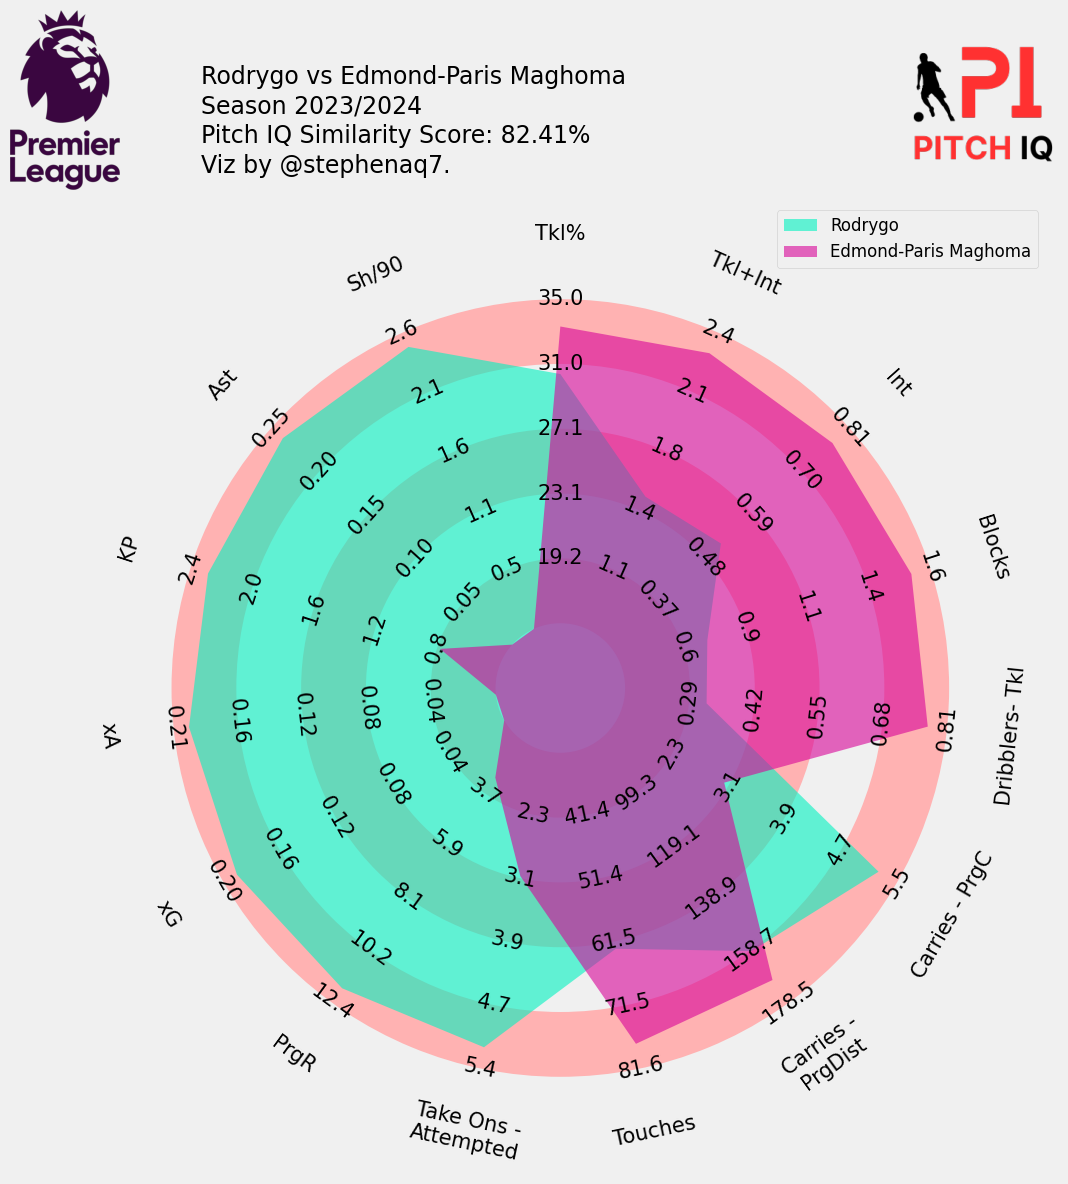 Rodrygo vs Edmond-Paris Maghoma
Season 2023/2024
Pitch IQ Similarity Score: 82.41%
Viz by @stephenaq7.
Premier
League
PI
PITCH IQ
Rodrygo
Edmond-Paris Maghoma
Tkl%
35.0
31.0
27.1
23.1
19.2
Tkl+Int
2.4
2.1
1.8
1.4
1.1
Int
0.81
0.70
0.59
0.48
0.37
Blocks
1.6
1.4
1.1
0.9
0.6
Dribblers- Tkl
0.81
0.68
0.55
0.42
0.29
Carries - PrgC
5.5
4.7
3.9
3.1
2.3
Carries -
PrgDist
178.5
158.7
138.9
119.1
99.3
Touches
81.6
71.5
61.5
51.4
41.4
Take Ons -
Attempted
5.4
4.7
3.9
3.1
2.3
PrgR
12.4
10.2
8.1
5.9
3.7
xG
0.20
0.16
0.12
0.08
0.04
xA
0.21
0.16
0.12
0.08
0.04
KP
2.4
2.0
1.6
1.2
0.8
Ast
0.25
0.20
0.15
0.10
0.05
Sh/90
2.6
2.1
1.6
1.1
0.5